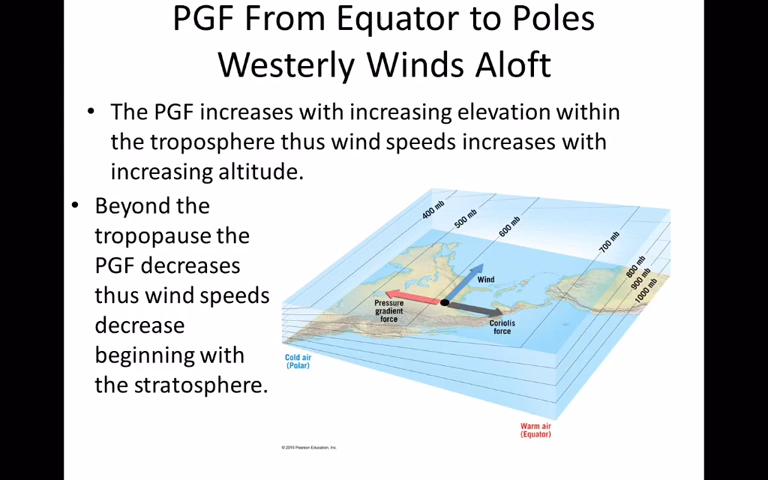 PGF From Equator to Poles
Westerly Winds Aloft
• The PGF increases with increasing elevation within
the troposphere thus wind speeds increases with
increasing altitude.
• Beyond the
tropopause the
PGF decreases
thus wind speeds
decrease
beginning with
the stratosphere.
400 mb
500 mb
600 mb
700 mb
800 mb
900 mb
1000 mb
Wind
Pressure
gradient
force
Coriolis
force
Cold air
(Polar)
Warm air
(Equator)
© 2015 Pearson Education, Inc.